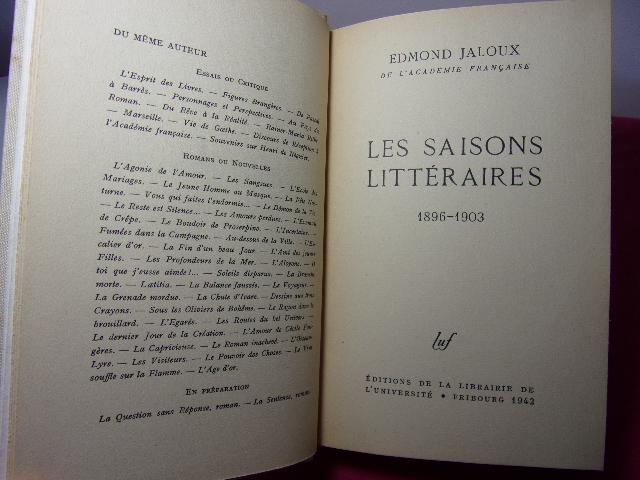 DU MÊME AUTEUR
ESSAIS OU CRITIQUE
L'Esprit des Livres. — Figures Étrangères. — De Pascal
à Barrès. — Personnages et Perspectives. — Au Pays du
Roman. — Du Rêve à la Réalité. — Rainer-Maria Rilke
— Marseille. — Vie de Gœthe. — Discours de Réception à
l'Académie française. — Souvenirs sur Henri de Régnier.
ROMANS OU NOUVELLES
L'Agonie de l'Amour. — Les Sangsues. — L'École des
Mariages. — Le Jeune Homme au Masque. — La Fête Noc-
turne. — Vous qui faites l'endormie... — Le Démon de la
— Le Reste est Silence... — Les Amours perdues. —
de Crêpe. — Le Boudoir de Proserpine. — L'Incertaine. —
Fumées dans la Campagne. — Au-dessus de la Ville. — L'Es-
calier d'or. — La Fin d'un beau Jour. — L'Ami des jeunes
Filles. — Les Profondeurs de la Mer. — L'Alcyone. — O
toi que j'eusse aimée!... — Soleils disparus. — La Branche
morte. — Lætitia. — La Balance faussée. — Le Voyageur. —
La Grenade mordue. — La Chute d'Icare. — Dessins aux trois
Crayons. — Sous les Oliviers de Bohême. — Le Rayon dans le
brouillard. — L'Égarée. — Les Routes du bel Univers. —
Le dernier Jour de la Création. — L'Amour de Cécile Fou-
gères. — La Capricieuse. — Le Roman inachevé. — L'Oiseau-
Lyre. — Les Visiteurs. — Le Pouvoir des Choses. — Le Vent
souffle sur la Flamme. — L'Age d'or.
EN PRÉPARATION
La Question sans Réponse, roman. — La Sentence, roman.
EDMOND JALOUX
DE L'ACADÉMIE FRANÇAISE
LES SAISONS
LITTÉRAIRES
1896-1903
luf
ÉDITIONS DE LA LIBRAIRIE DE
L'UNIVERSITÉ • FRIBOURG 1942